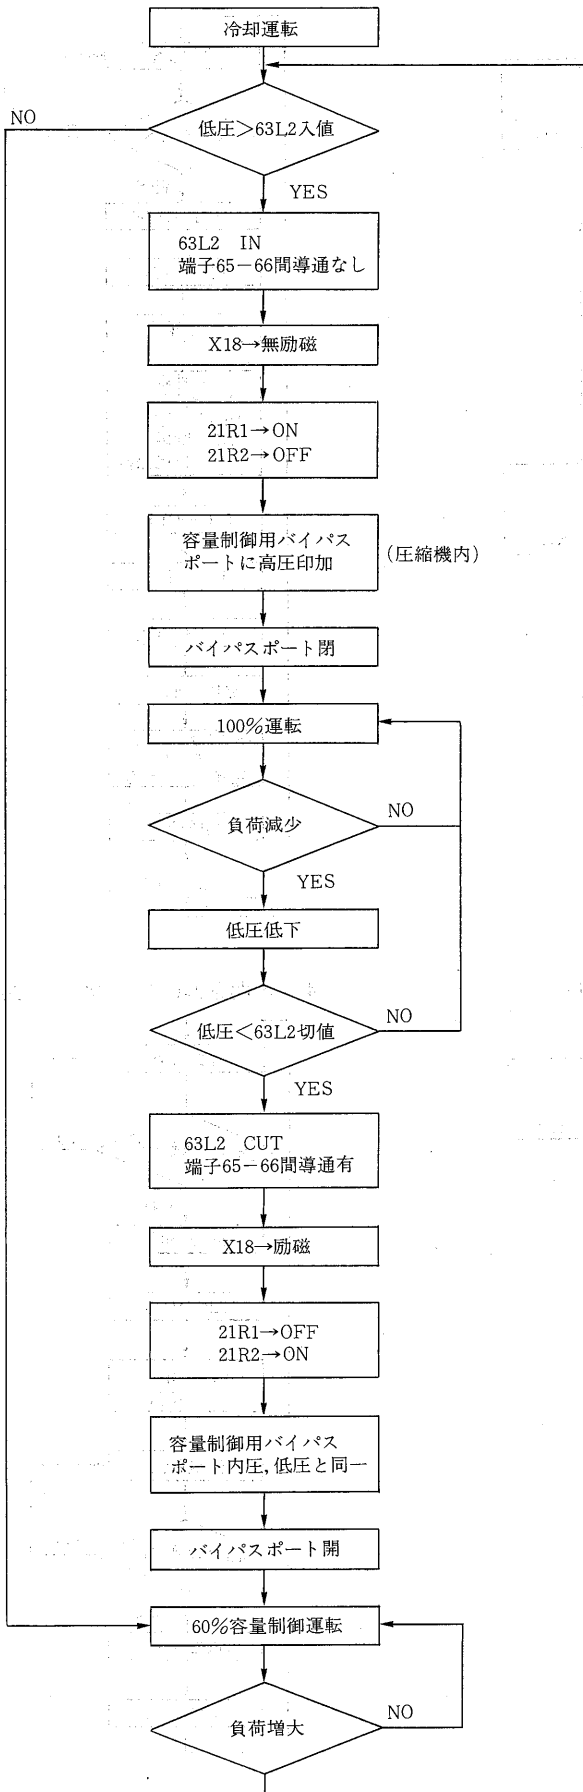 冷却運転
低圧>63L2入値
NO
YES
63L2 IN
端子65-66間導通なし
X18→無励磁
21R1→ON
21R2→OFF
容量制御用バイパス
ポートに高圧印加
(圧縮機内)
バイパスポート閉
100%運転
負荷減少
NO
YES
低圧低下
低圧<63L2切値
NO
YES
63L2 CUT
端子65-66間導通有
X18→励磁
21R1→OFF
21R2→ON
容量制御用バイパス
ポート内圧,低圧と同一
バイパスポート開
60%容量制御運転
負荷増大
NO